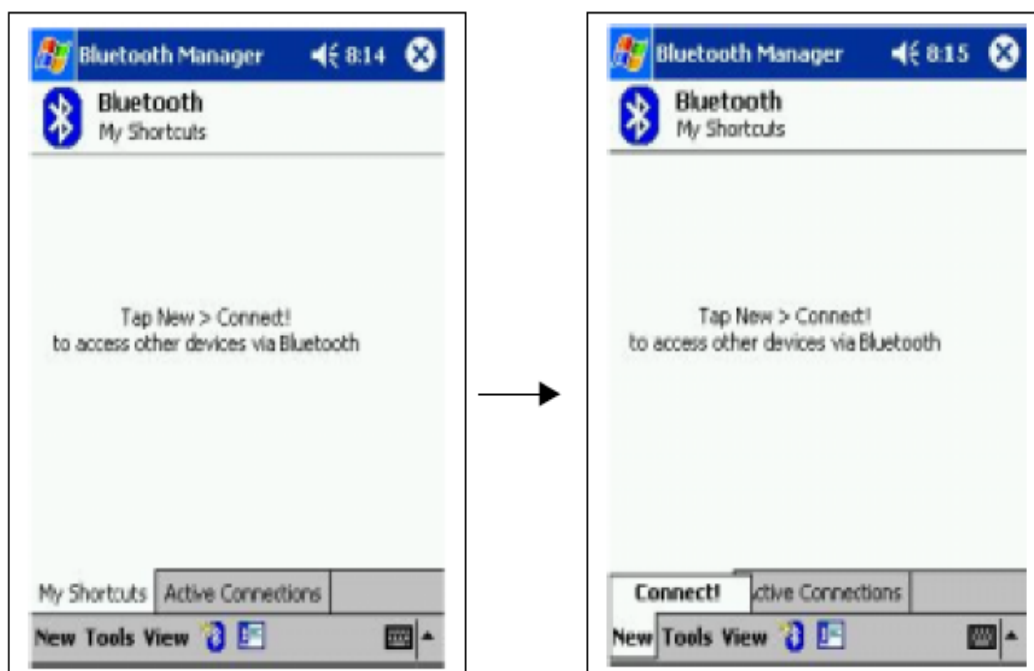 Bluetooth Manager 8:14
Bluetooth
My Shortcuts
Tap New > Connect!
to access other devices via Bluetooth
My Shortcuts Active Connections
New Tools View
Bluetooth Manager 8:15
Bluetooth
My Shortcuts
Tap New > Connect!
to access other devices via Bluetooth
Connect! ctive Connections
New Tools View